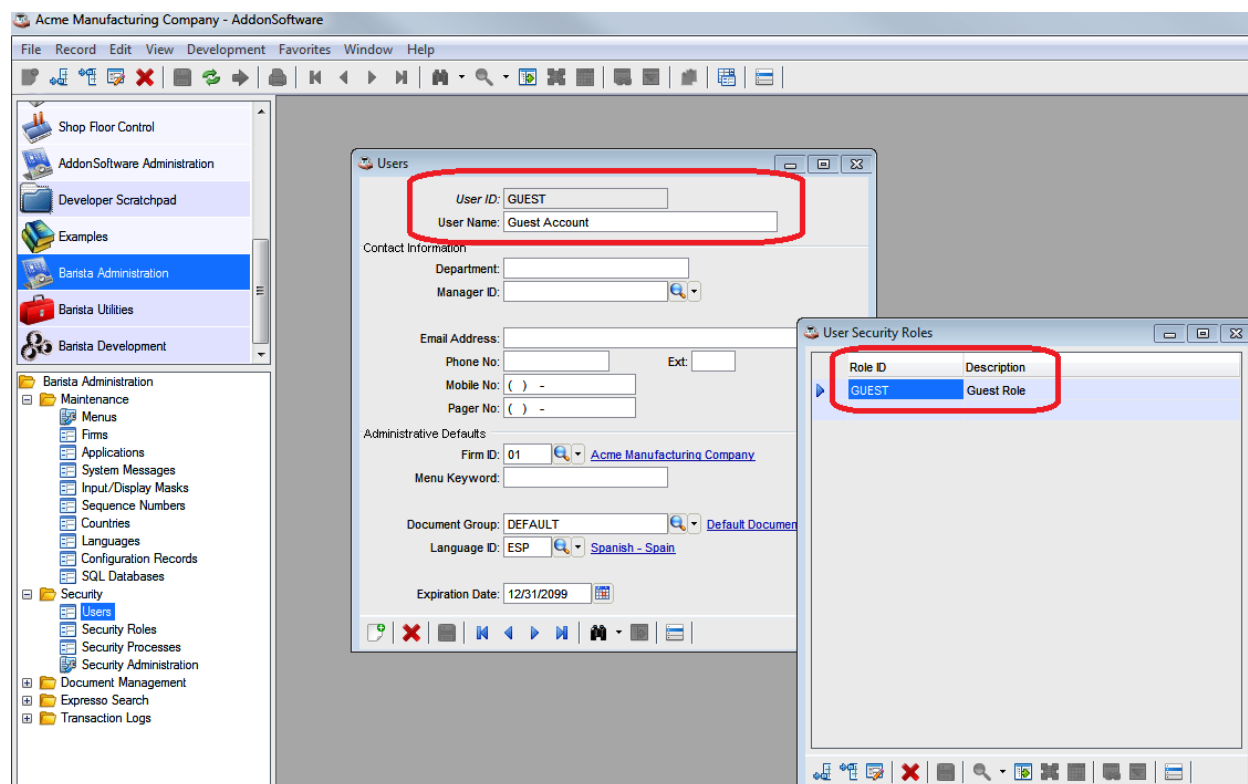 Acme Manufacturing Company - AddonSoftware
File Record Edit View Development Favorites Window Help
Shop Floor Control
AddonSoftware Administration
Developer Scratchpad
Examples
Barista Administration
Barista Utilities
Barista Development
Barista Administration
Maintenance
Menus
Firms
Applications
System Messages
Input/Display Masks
Sequence Numbers
Countries
Languages
Configuration Records
SQL Databases
Security
Users
Security Roles
Security Processes
Security Administration
Document Management
Expresso Search
Transaction Logs
Users
User ID: GUEST
User Name: Guest Account
Contact Information
Department:
Manager ID:
Email Address:
Phone No: Ext:
Mobile No: ( ) -
Pager No: ( ) -
Administrative Defaults
Firm ID: 01 Acme Manufacturing Company
Menu Keyword:
Document Group: DEFAULT Default Documen
Language ID: ESP Spanish - Spain
Expiration Date: 12/31/2099
User Security Roles
Role ID Description
GUEST Guest Role